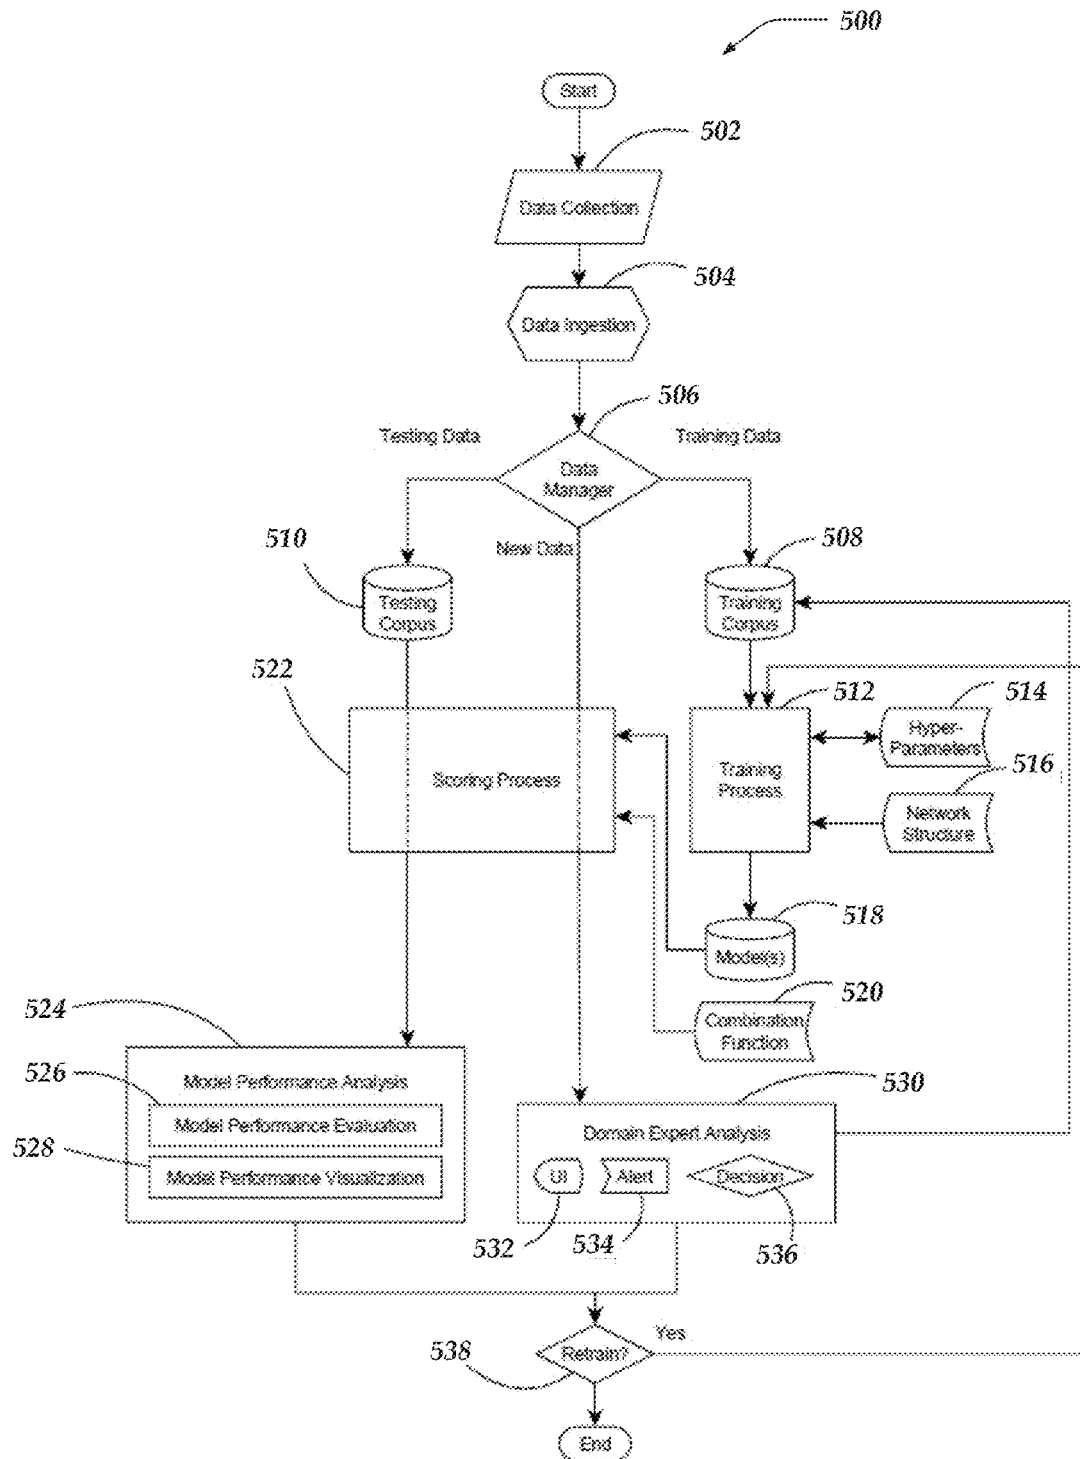 500
Start
502
Data Collection
504
Data Ingestion
506
Testing Data
Training Data
Data
Manager
510
New Data
508
Testing
Corpus
Training
Corpus
522
512
514
Hyper-
Parameters
Scoring Process
Training
Process
516
Network
Structure
518
Model(s)
520
Combination
Function
524
Model Performance Analysis
526
Model Performance Evaluation
528
Model Performance Visualization
530
Domain Expert Analysis
UI
Alert
Decision
532
534
536
538
Retrain?
Yes
End